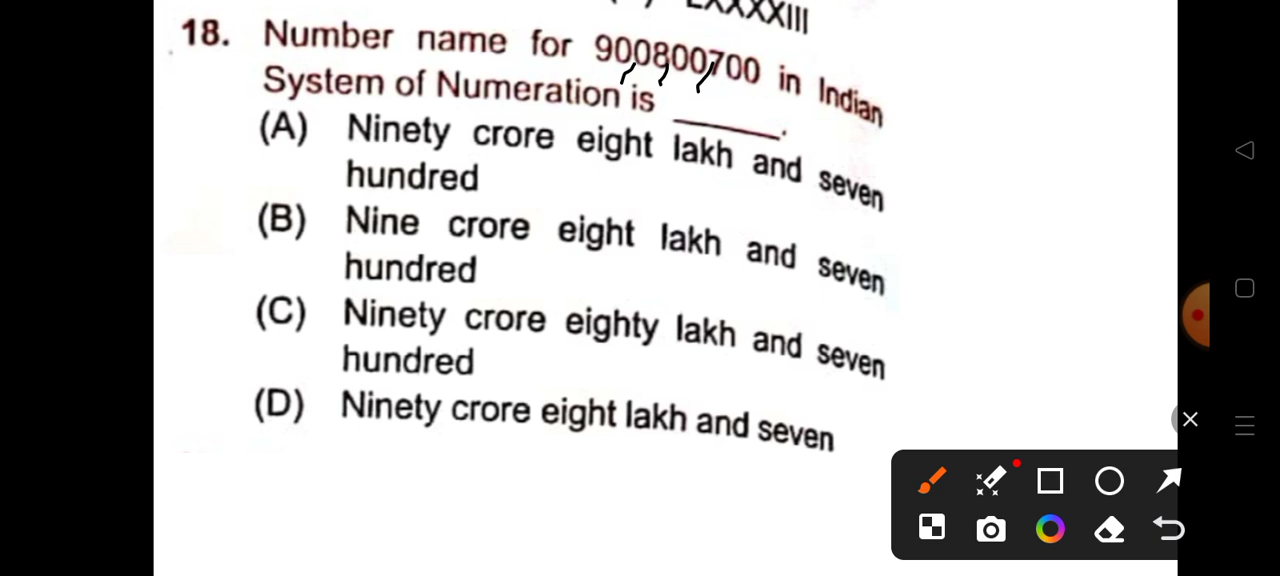 LXXXXIII
18. Number name for 900800700 in Indian
System of Numeration is ______.
(A) Ninety crore eight lakh and seven
hundred
(B) Nine crore eight lakh and seven
hundred
(C) Ninety crore eighty lakh and seven
hundred
(D) Ninety crore eight lakh and seven